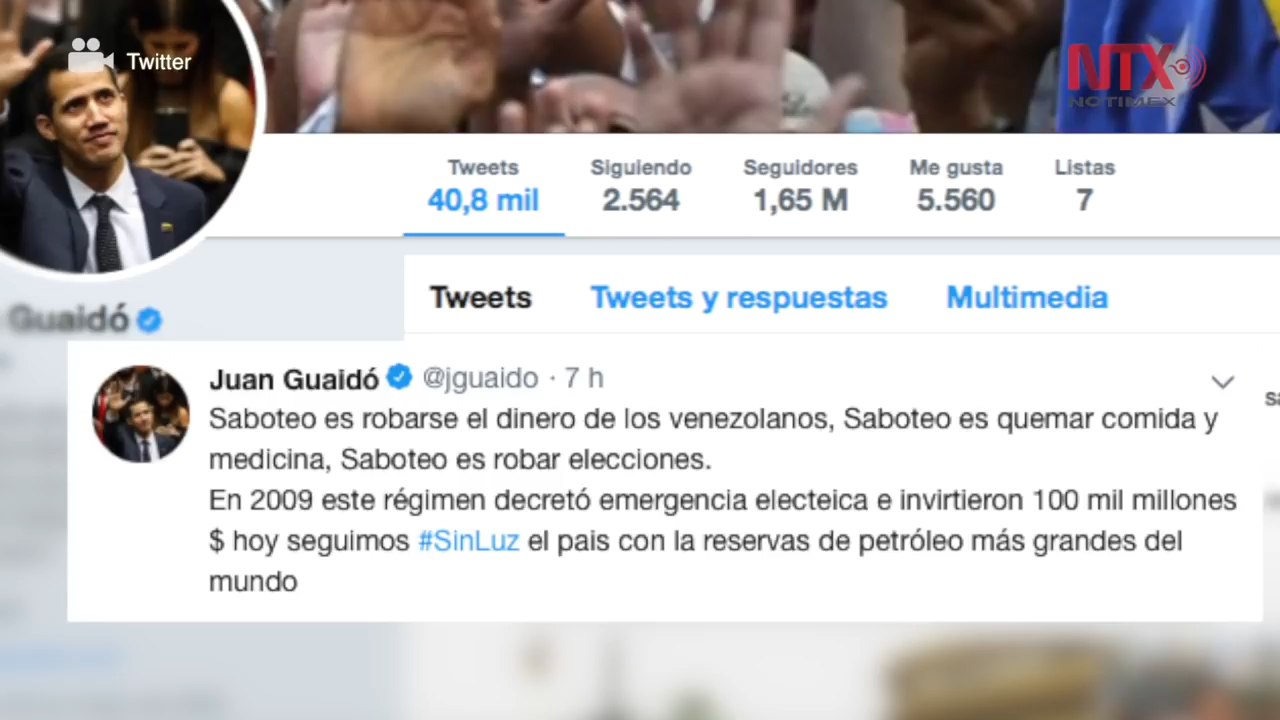 Twitter
NTX
NOTIMEX
Tweets
Siguiendo
Seguidores
Me gusta
Listas
40,8 mil
2.564
1,65 M
5.560
7
Tweets
Tweets y respuestas
Multimedia
Guaidó
Juan Guaidó @jguaido · 7 h
Saboteo es robarse el dinero de los venezolanos, Saboteo es quemar comida y
medicina, Saboteo es robar elecciones.
En 2009 este régimen decretó emergencia electeica e invirtieron 100 mil millones
$ hoy seguimos #SinLuz el pais con la reservas de petróleo más grandes del
mundo